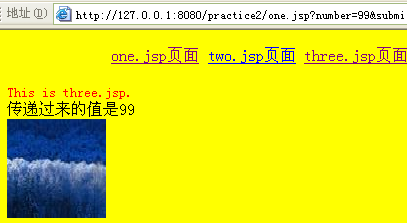 地址(D) http://127.0.0.1:8080/practice2/one.jsp?number=99&submi
one.jsp页面 two.jsp页面 three.jsp页面
This is three.jsp.
传递过来的值是99